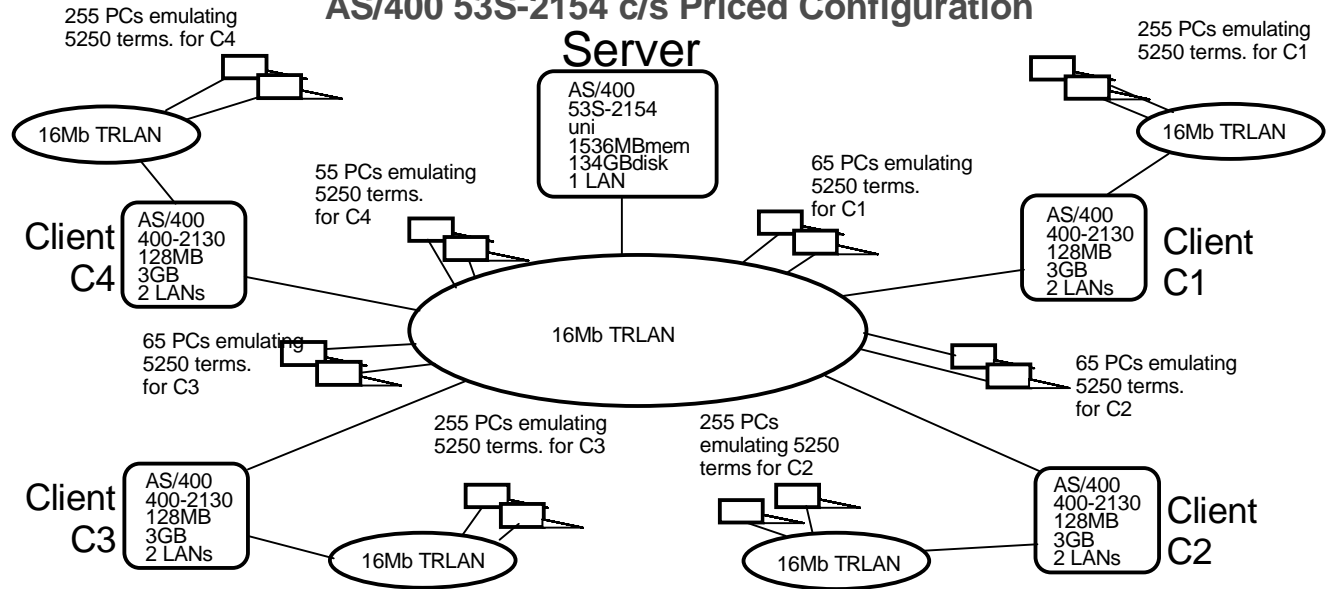 AS/400 53S-2154 c/s Priced Configuration
255 PCs emulating
5250 terms. for C4
16Mb TRLAN
Server
AS/400
53S-2154
uni
1536MBmem
134GBdisk
1 LAN
255 PCs emulating
5250 terms. for C1
16Mb TRLAN
55 PCs emulating
5250 terms.
for C4
65 PCs emulating
5250 terms.
for C1
Client
C4
AS/400
400-2130
128MB
3GB
2 LANs
AS/400
400-2130
128MB
3GB
2 LANs
Client
C1
16Mb TRLAN
65 PCs emulating
5250 terms.
for C3
65 PCs emulating
5250 terms.
for C2
255 PCs emulating
5250 terms. for C3
255 PCs
emulating 5250
terms for C2
Client
C3
AS/400
400-2130
128MB
3GB
2 LANs
16Mb TRLAN
16Mb TRLAN
AS/400
400-2130
128MB
3GB
2 LANs
Client
C2